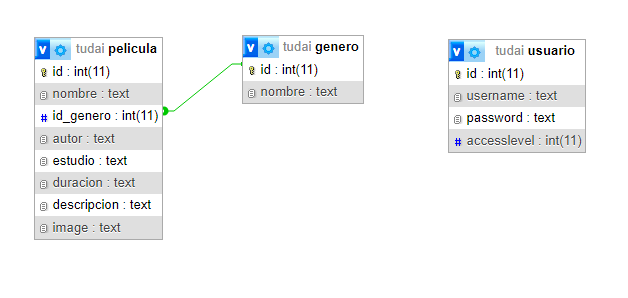 v tudai pelicula
id : int(11)
nombre : text
# id_genero : int(11)
autor : text
estudio : text
duracion : text
descripcion : text
image : text
v tudai genero
id : int(11)
nombre : text
v tudai usuario
id : int(11)
username : text
password : text
# accesslevel : int(11)